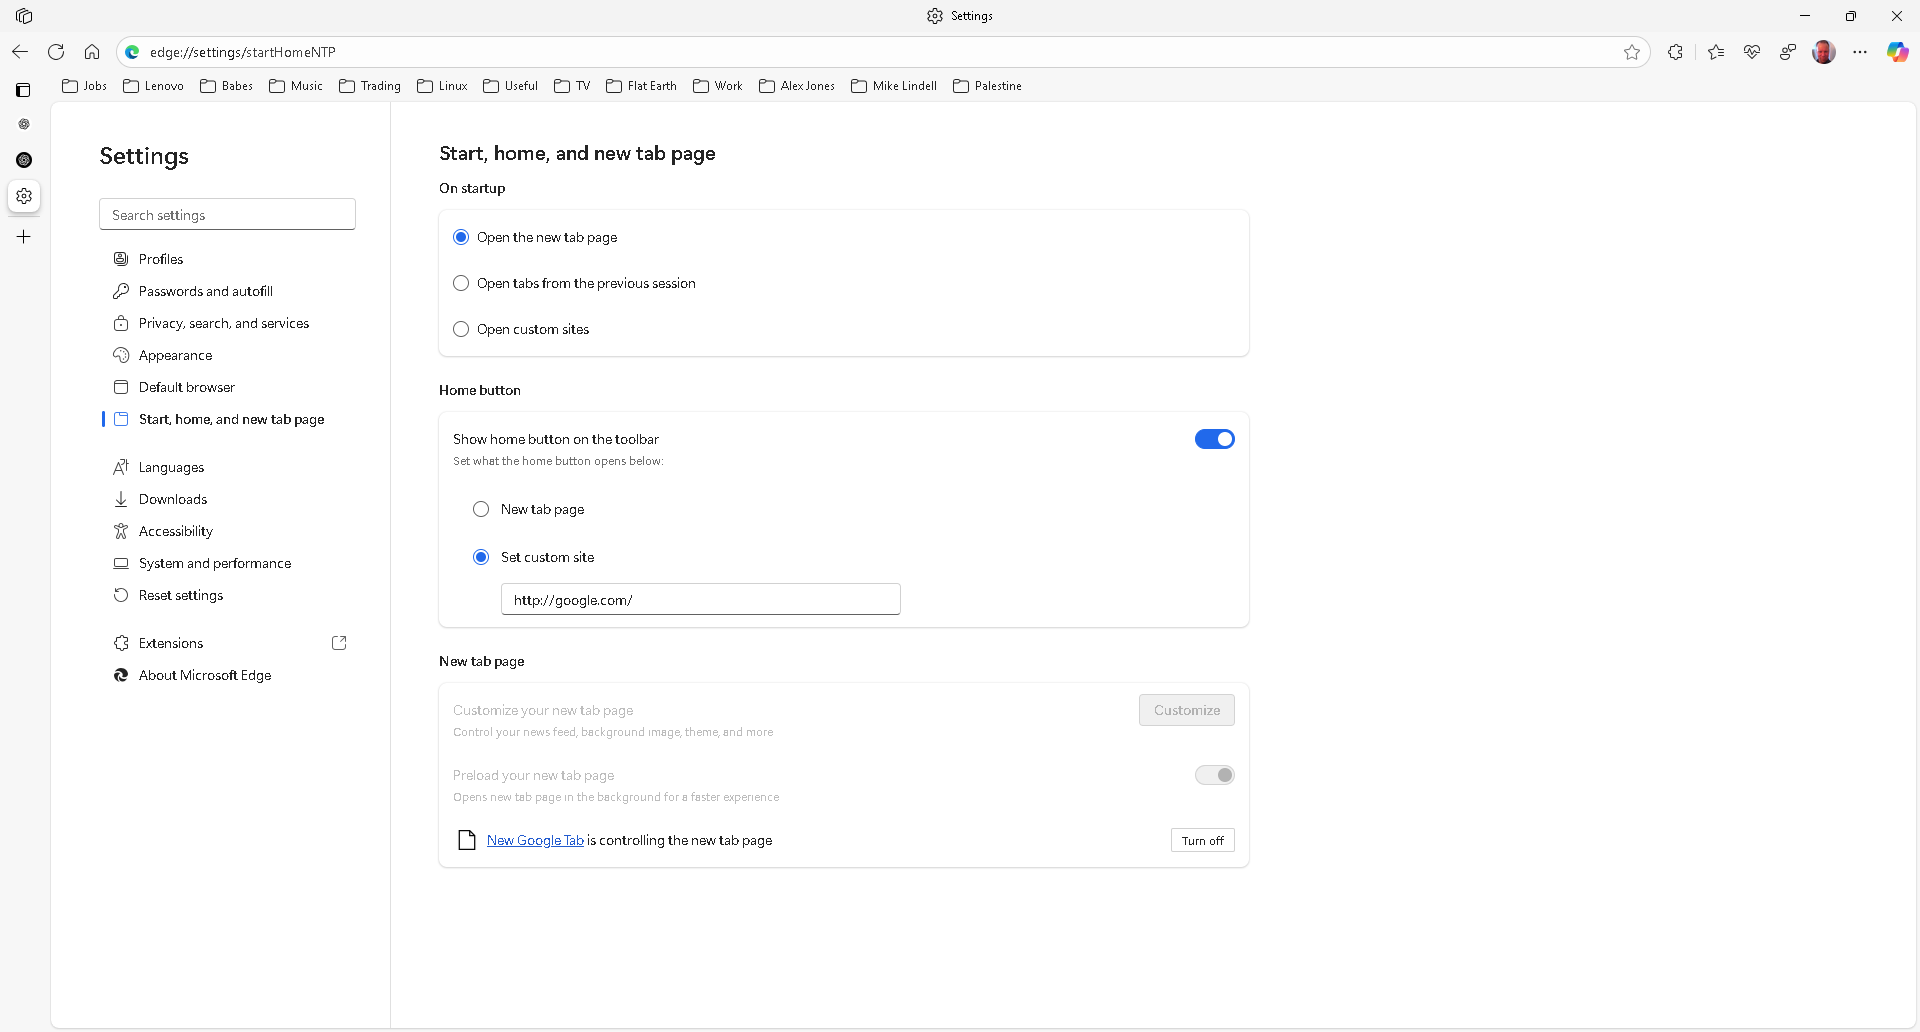 Settings
edge://settings/startHomeNTP
Jobs Lenovo Babes Music Trading Linux Useful TV Flat Earth Work Alex Jones Mike Lindell Palestine
Settings
Search settings
Profiles
Passwords and autofill
Privacy, search, and services
Appearance
Default browser
Start, home, and new tab page
Languages
Downloads
Accessibility
System and performance
Reset settings
Extensions
About Microsoft Edge
Start, home, and new tab page
On startup
Open the new tab page
Open tabs from the previous session
Open custom sites
Home button
Show home button on the toolbar
Set what the home button opens below:
New tab page
Set custom site
http://google.com/
New tab page
Customize your new tab page
Customize
Control your news feed, background image, theme, and more
Preload your new tab page
Opens new tab page in the background for a faster experience
New Google Tab is controlling the new tab page
Turn off